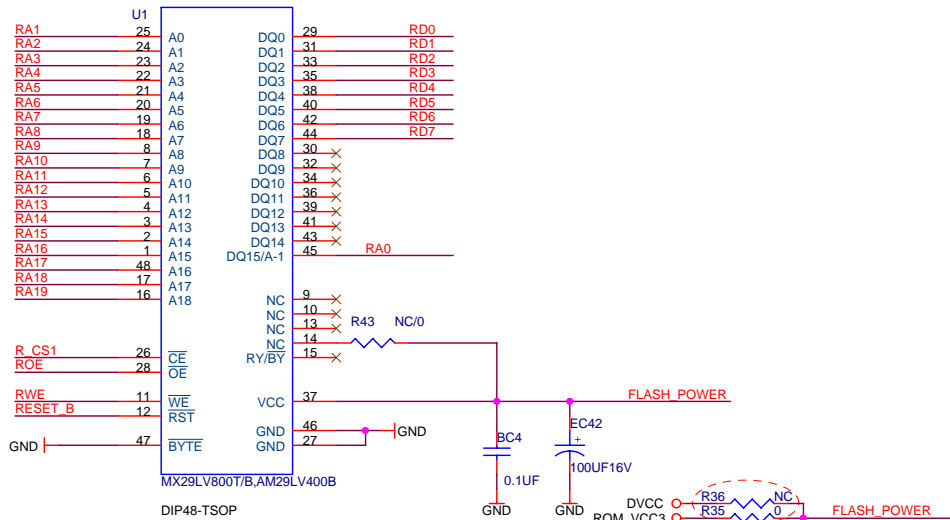 U1
RA1 25 A0 DQ0 29 RD0
RA2 24 A1 DQ1 31 RD1
RA3 23 A2 DQ2 33 RD2
RA4 22 A3 DQ3 35 RD3
RA5 21 A4 DQ4 38 RD4
RA6 20 A5 DQ5 40 RD5
RA7 19 A6 DQ6 42 RD6
RA8 18 A7 DQ7 44 RD7
RA9 8 A8 DQ8 30
RA10 7 A9 DQ9 32
RA11 6 A10 DQ10 34
RA12 5 A11 DQ11 36
RA13 4 A12 DQ12 39
RA14 3 A13 DQ13 41
RA15 2 A14 DQ14 43
RA16 1 A15 DQ15/A-1 45 RA0
RA17 48 A16
RA18 17 A17
RA19 16 A18 NC 9
NC 10
NC 13
NC 14 R43 NC/0
R_CS1 26 CE RY/BY 15
ROE 28 OE
RWE 11 WE VCC 37 FLASH_POWER
RESET_B 12 RST
GND 46 GND
GND 47 BYTE GND 27
BC4 EC42
+
0.1UF 100UF16V
GND GND
MX29LV800T/B,AM29LV400B
DIP48-TSOP
DVCC R36 NC
ROM_VCC3 R35 0 FLASH_POWER